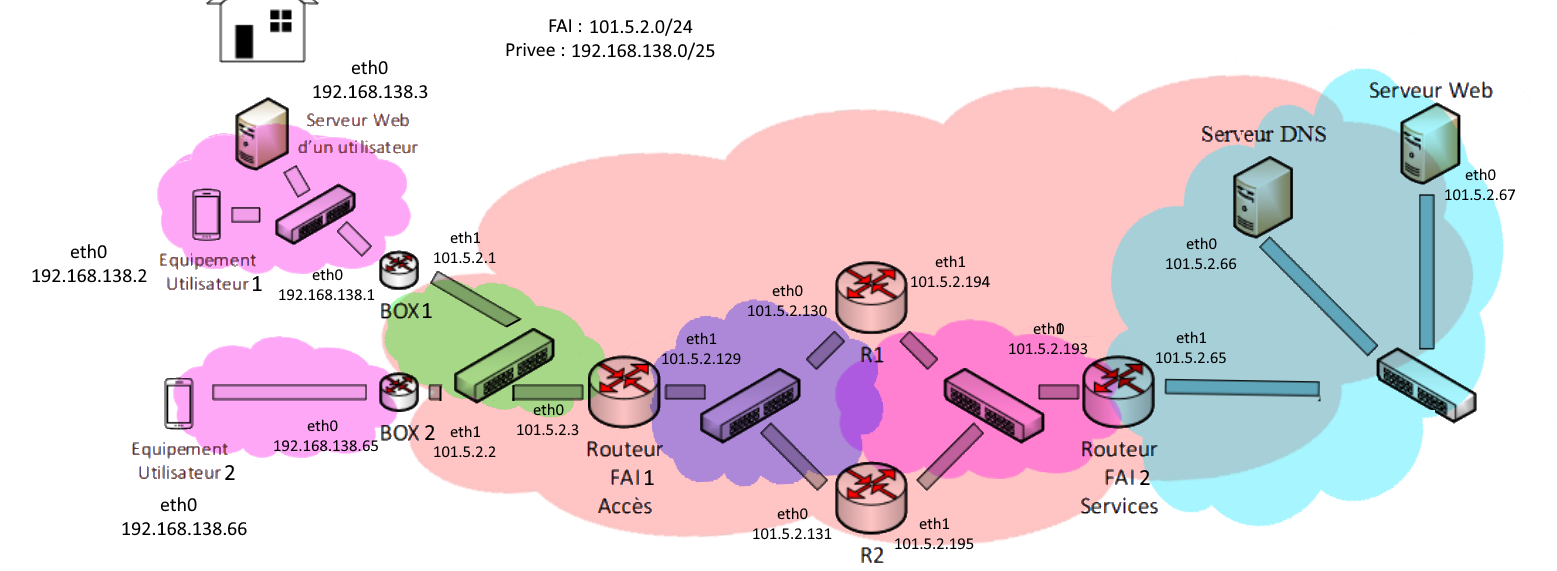 FAI : 101.5.2.0/24
Privee : 192.168.138.0/25
eth0
192.168.138.3
Serveur Web
d'un utilisateur
eth0
192.168.138.2
Equipement
Utilisateur 1
eth0
192.168.138.1
BOX 1
eth1
101.5.2.1
Equipement
Utilisateur 2
eth0
192.168.138.66
eth0
192.168.138.65
BOX 2
eth1
101.5.2.2
eth0
101.5.2.3
Routeur
FAI 1
Accès
eth1
101.5.2.129
eth0
101.5.2.130
R1
eth1
101.5.2.194
eth0
101.5.2.131
R2
eth1
101.5.2.195
101.5.2.193
Routeur
FAI 2
Services
eth1
101.5.2.65
Serveur DNS
eth0
101.5.2.66
Serveur Web
eth0
101.5.2.67